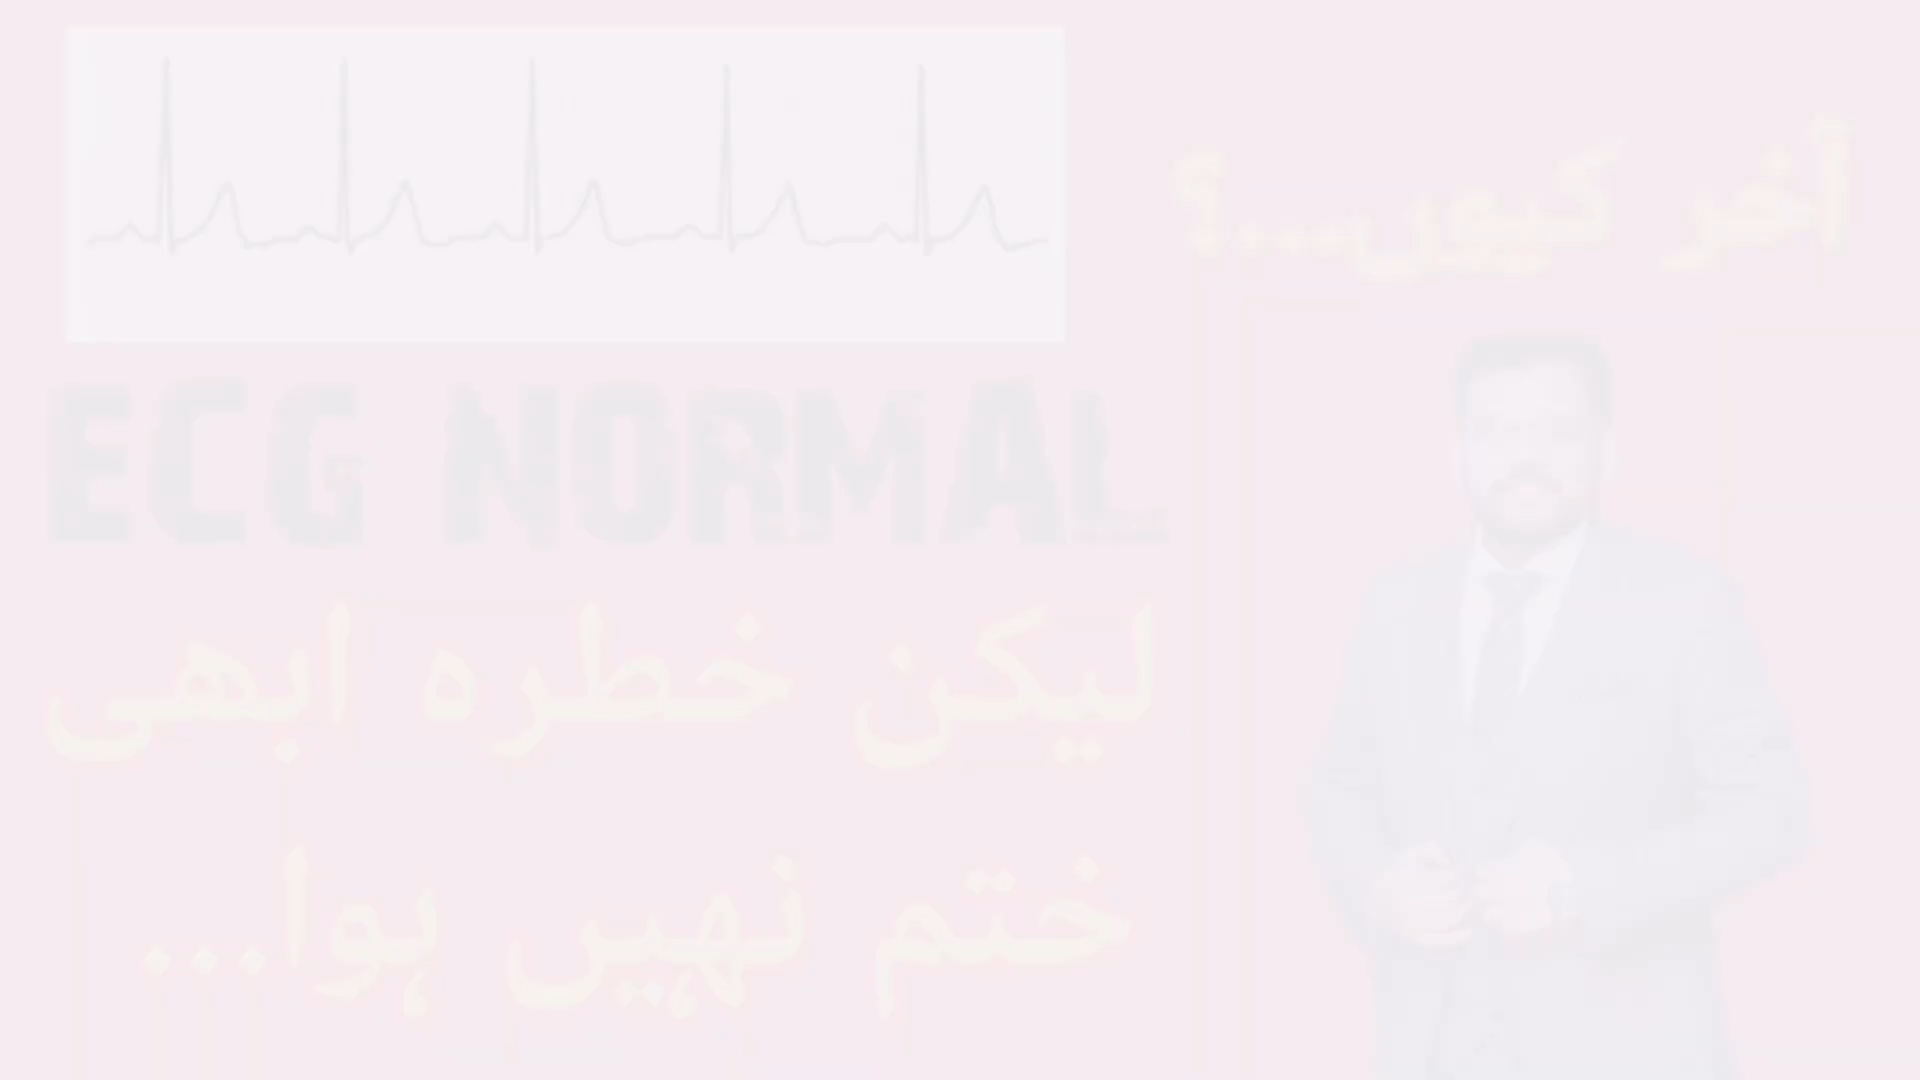 آخر کیوں....؟
ECG NORMAL
لیکن خطرہ ابھی
ختم نہیں ہوا...